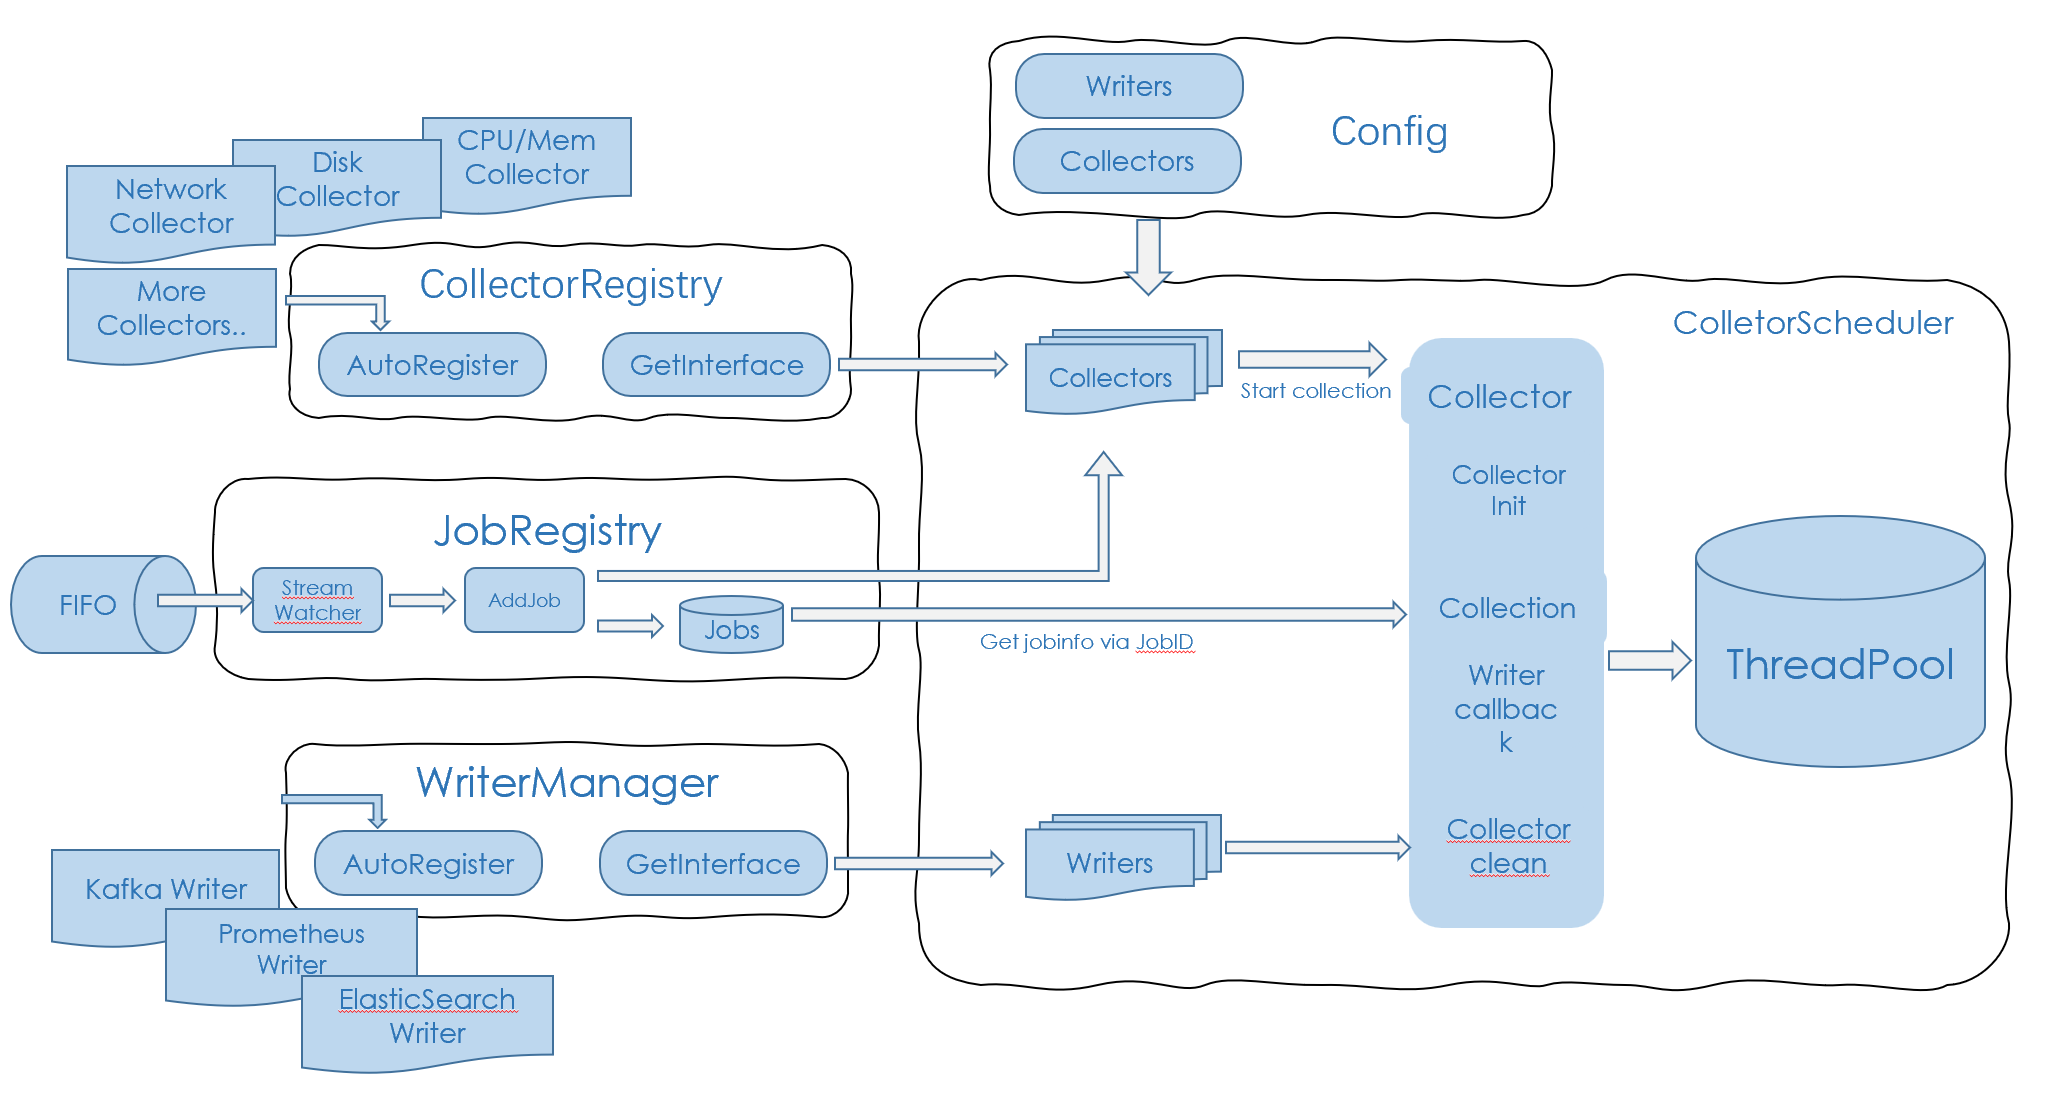 Writers
Collectors
Config
CPU/Mem
Collector
Disk
Collector
Network
Collector
More
Collectors..
CollectorRegistry
AutoRegister
GetInterface
ColletorScheduler
Collectors
Start collection
Collector
Collector
Init
Collection
Writer
callbac
k
Collector
clean
ThreadPool
JobRegistry
FIFO
Stream
Watcher
AddJob
Jobs
Get jobinfo via JobID
WriterManager
AutoRegister
GetInterface
Writers
Kafka Writer
Prometheus
Writer
ElasticSearch
Writer